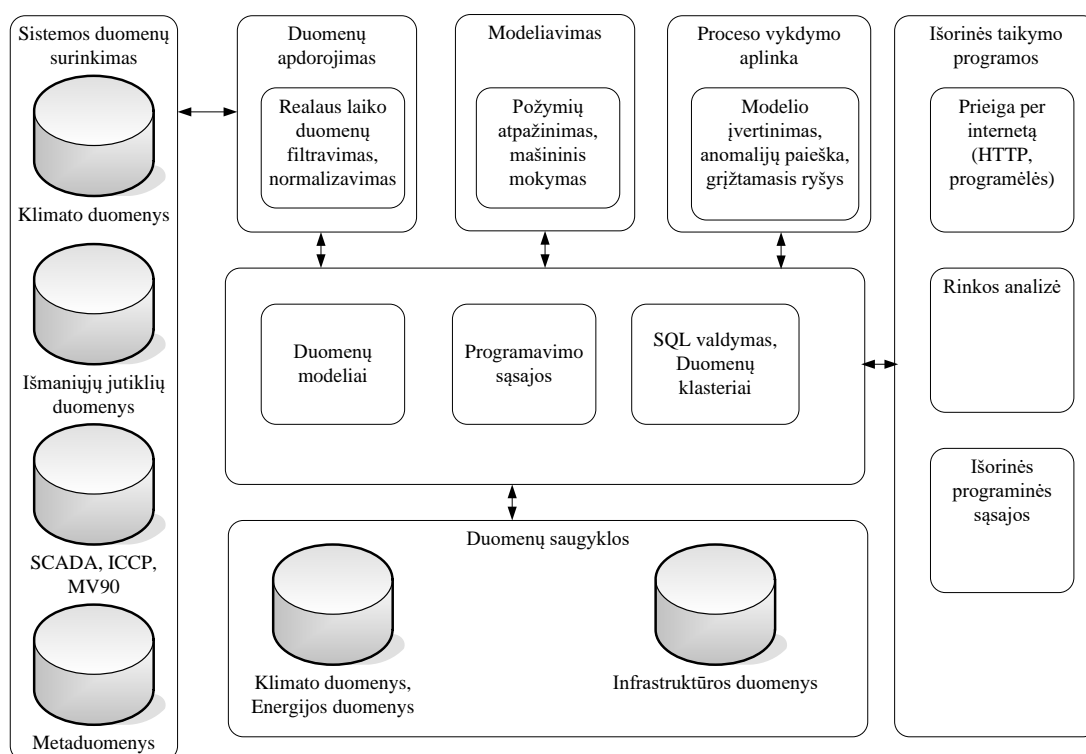 Sistemos duomenų
surinkimas
Klimato duomenys
Išmaniųjų jutiklių
duomenys
SCADA, ICCP,
MV90
Metaduomenys
Duomenų
apdorojimas
Realaus laiko
duomenų
filtravimas,
normalizavimas
Modeliavimas
Požymių
atpažinimas,
mašininis
mokymas
Proceso vykdymo
aplinka
Modelio
įvertinimas,
anomalijų paieška,
grįžtamasis ryšys
Duomenų
modeliai
Programavimo
sąsajos
SQL valdymas,
Duomenų
klasteriai
Duomenų saugyklos
Klimato duomenys,
Energijos duomenys
Infrastruktūros duomenys
Išorinės taikymo
programos
Prieiga per
internetą
(HTTP,
programėlės)
Rinkos analizė
Išorinės
programinės
sąsajos